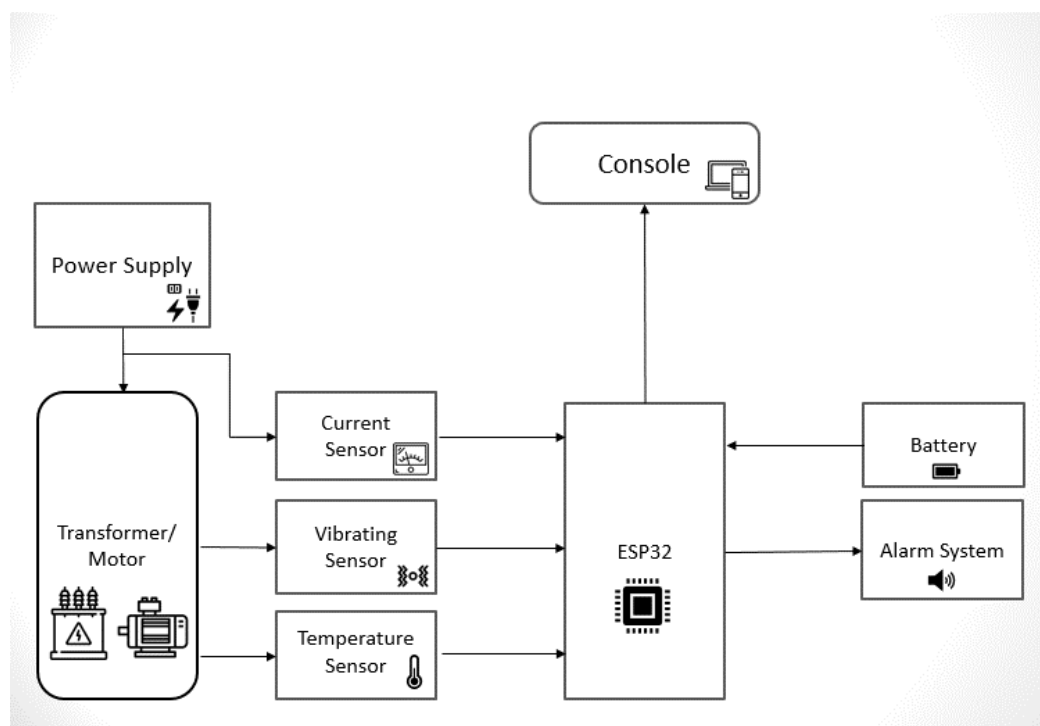 Console
Power Supply
Current
Sensor
Vibrating
Sensor
Temperature
Sensor
Transformer/
Motor
ESP32
Battery
Alarm System